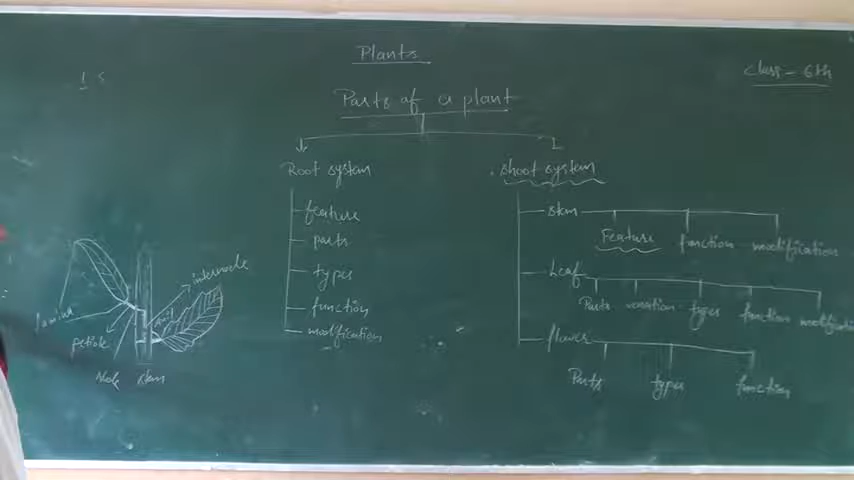 Plants
Class - 6th
Parts of a plant
Root system
Shoot system
feature
parts
types
function
modification
stem
Feature function modification
Leaf
Parts venation types function modification
flower
Parts types function
internode
axil
lamina
petiole
Node stem